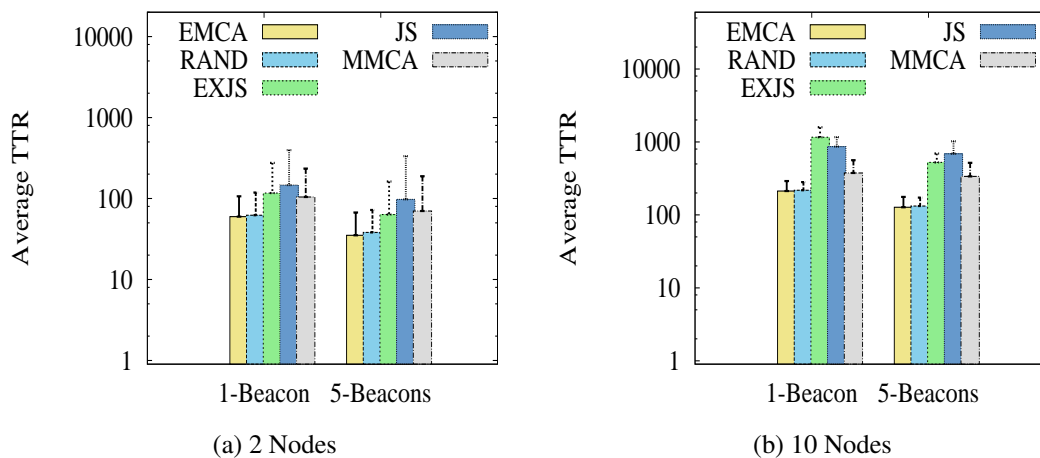 Average TTR
10000
1000
100
10
1
EMCA
RAND
EXJS
JS
MMCA
1-Beacon 5-Beacons
(a) 2 Nodes
Average TTR
10000
1000
100
10
1
EMCA
RAND
EXJS
JS
MMCA
1-Beacon 5-Beacons
(b) 10 Nodes